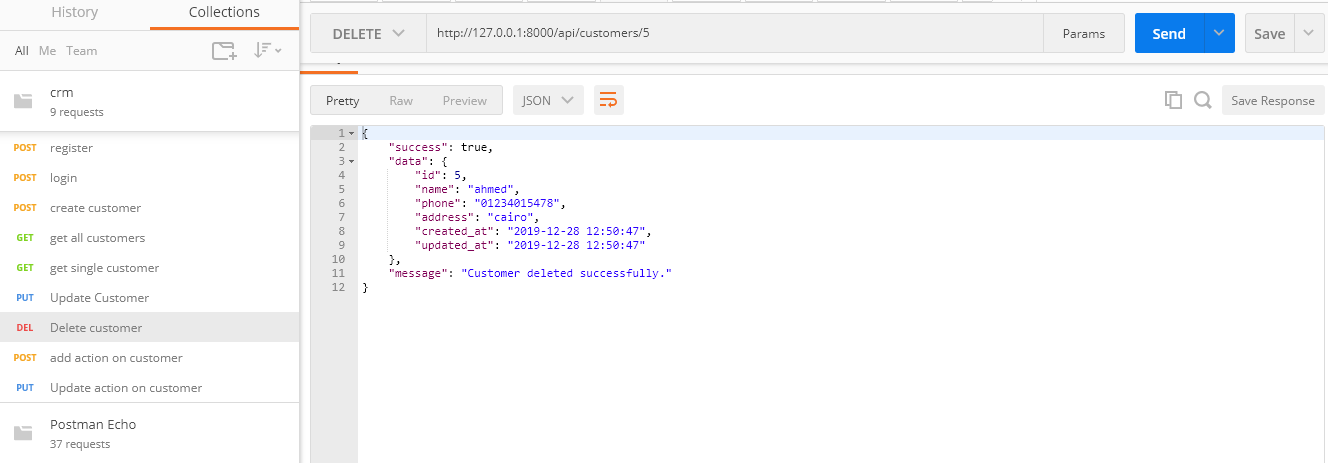 History Collections
All Me Team
crm
9 requests
POST register
POST login
POST create customer
GET get all customers
GET get single customer
PUT Update Customer
DEL Delete customer
POST add action on customer
PUT Update action on customer
Postman Echo
37 requests
DELETE http://127.0.0.1:8000/api/customers/5 Params Send Save
Pretty Raw Preview JSON Save Response
1 {
2 "success": true,
3 "data": {
4 "id": 5,
5 "name": "ahmed",
6 "phone": "01234015478",
7 "address": "cairo",
8 "created_at": "2019-12-28 12:50:47",
9 "updated_at": "2019-12-28 12:50:47"
10 },
11 "message": "Customer deleted successfully."
12 }